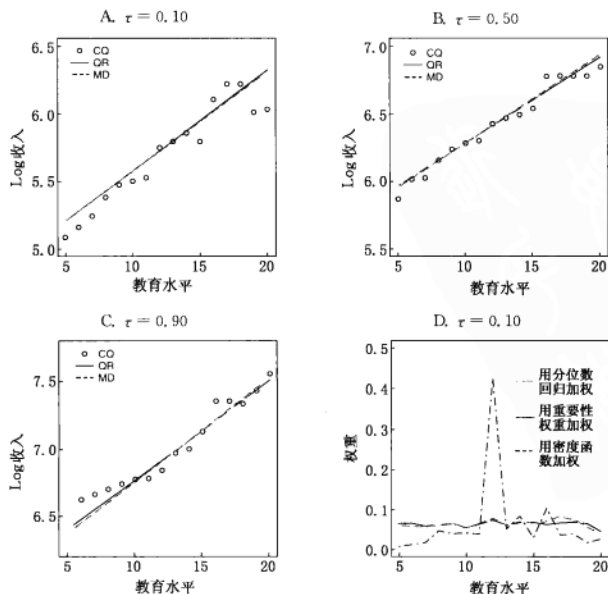 A. τ = 0.10
6.5
6.0
5.5
5.0
Log收入
CQ
QR
MD
5 10 15 20
教育水平
B. τ = 0.50
7.0
6.5
6.0
5.5
Log收入
CQ
QR
MD
5 10 15 20
教育水平
C. τ = 0.90
7.5
7.0
6.5
Log收入
CQ
QR
MD
5 10 15 20
教育水平
D. τ = 0.10
0.5
0.4
0.3
0.2
0.1
0.0
权重
用分位数
回归加权
用重要性
权重加权
用密度函
数加权
5 10 15 20
教育水平